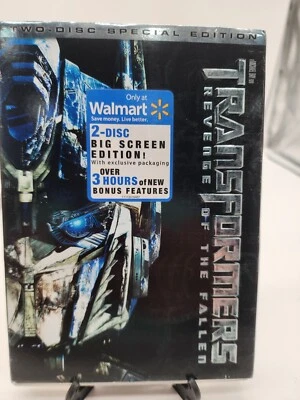 TWO-DISC SPECIAL EDITION
Only at
Walmart
Save money. Live better.
2-DISC
BIG SCREEN
EDITION!
With exclusive packaging
OVER
3 HOURS of NEW
BONUS FEATURES
TRANSFORMERS
REVENGE OF THE FALLEN